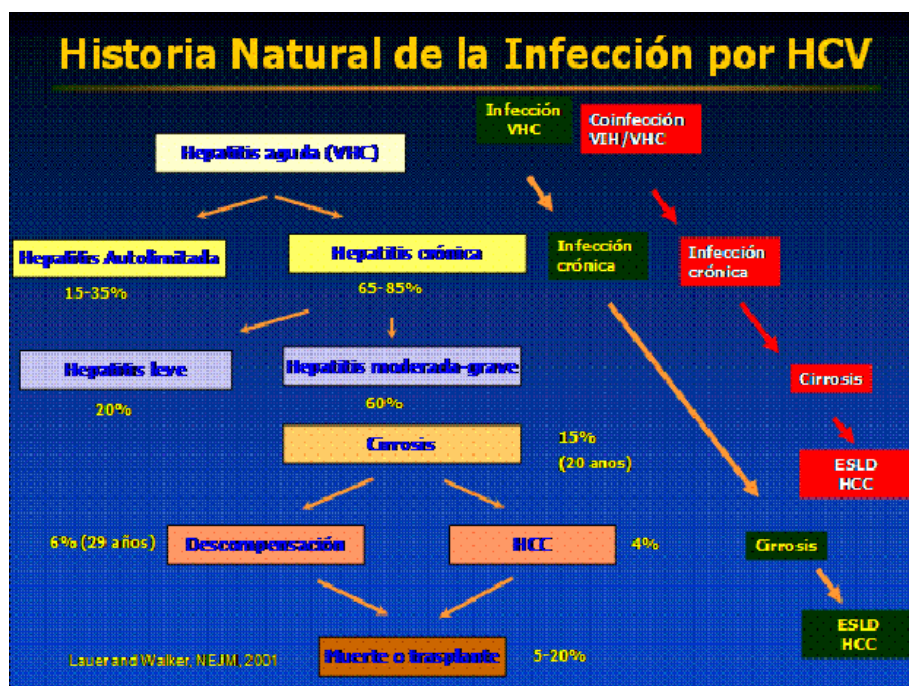 Historia Natural de la Infección por HCV
Infección
VHC
Coinfección
VIH/VHC
Hepatitis aguda (VHC)
Hepatitis Autolimitada
15-35%
Hepatitis crónica
65-85%
Infección
crónica
Infección
crónica
Hepatitis leve
20%
Hepatitis moderada-grave
60%
Cirrosis
Cirrosis
15%
(20 anos)
ESLD
HCC
6% (29 años)
Descompensación
HCC
4%
Cirrosis
ESLD
HCC
Muerte o trasplante
5-20%
Lauer and Walker, NEJM, 2001